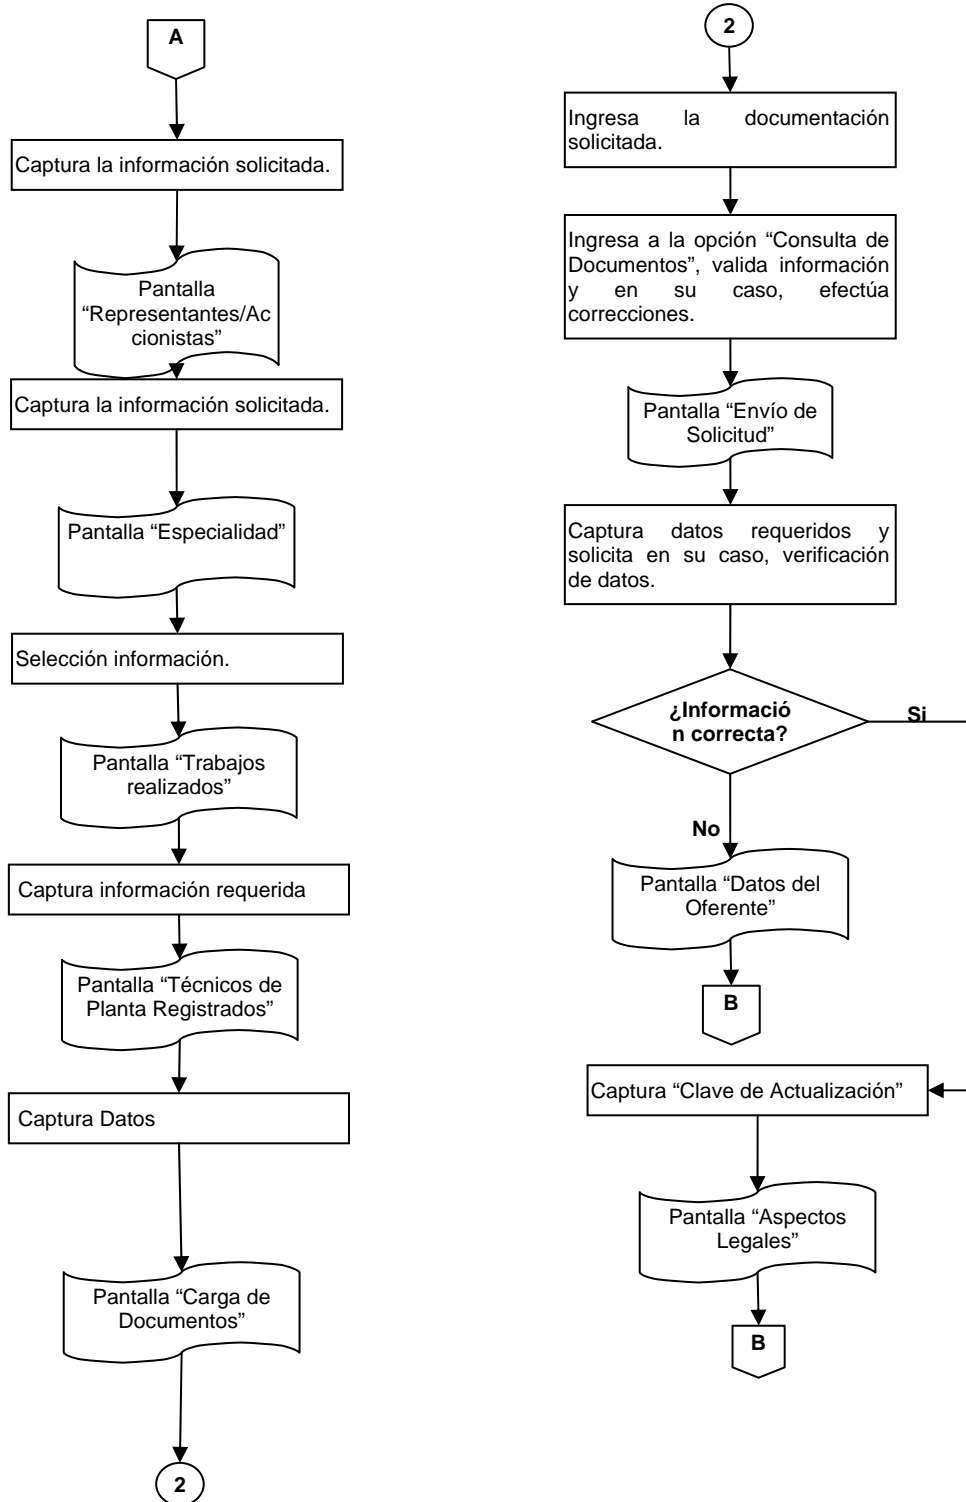 A
Captura la información solicitada.
Pantalla
“Representantes/Ac
cionistas”
Captura la información solicitada.
Pantalla “Especialidad”
Selección información.
Pantalla “Trabajos
realizados”
Captura información requerida
Pantalla “Técnicos de
Planta Registrados”
Captura Datos
Pantalla “Carga de
Documentos”
2
2
Ingresa la documentación
solicitada.
Ingresa a la opción “Consulta de
Documentos”, valida información
y en su caso, efectúa
correcciones.
Pantalla “Envío de
Solicitud”
Captura datos requeridos y
solicita en su caso, verificación
de datos.
¿Informació
n correcta?
Si
No
Pantalla “Datos del
Oferente”
B
Captura “Clave de Actualización”
Pantalla “Aspectos
Legales”
B